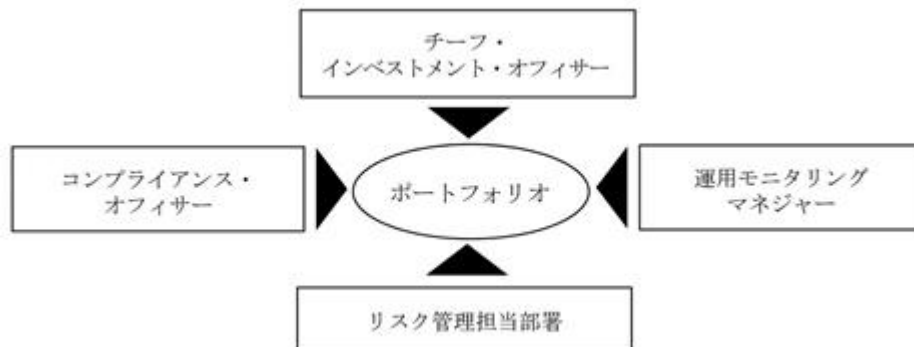 チーフ・
インベストメント・オフィサー
コンプライアンス・
オフィサー
ポートフォリオ
運用モニタリング
マネジャー
リスク管理担当部署